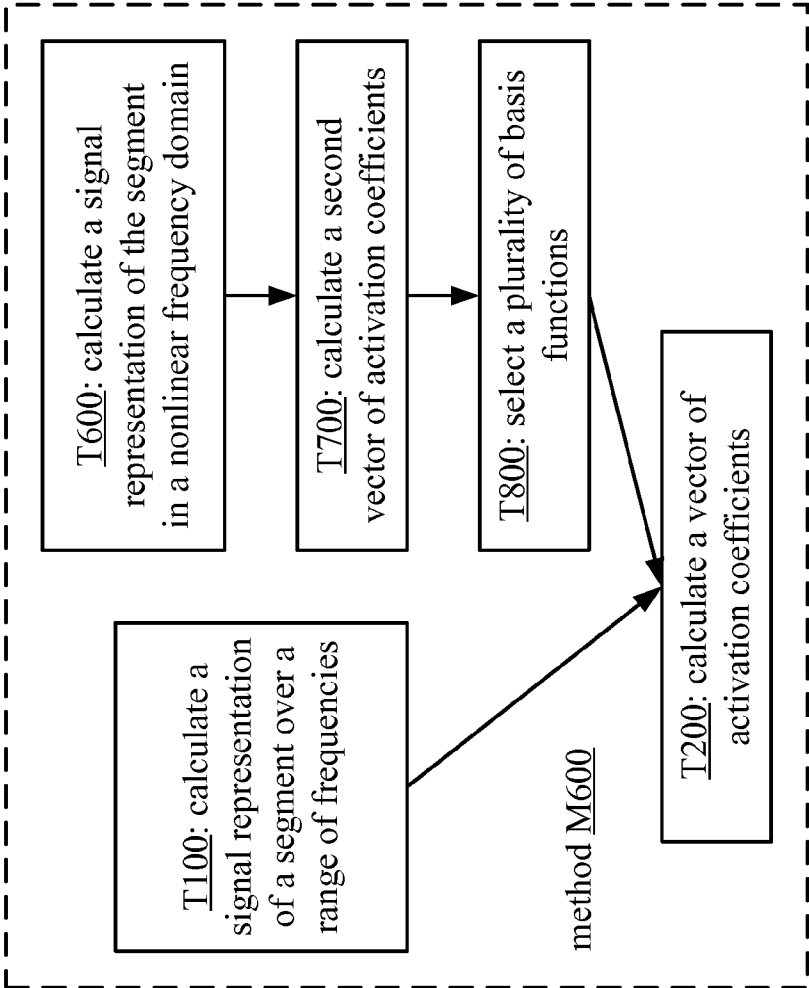 T100: calculate a
signal representation
of a segment over a
range of frequencies
T600: calculate a signal
representation of the segment
in a nonlinear frequency domain
T700: calculate a second
vector of activation coefficients
T800: select a plurality of basis
functions
method M600
T200: calculate a vector of
activation coefficients